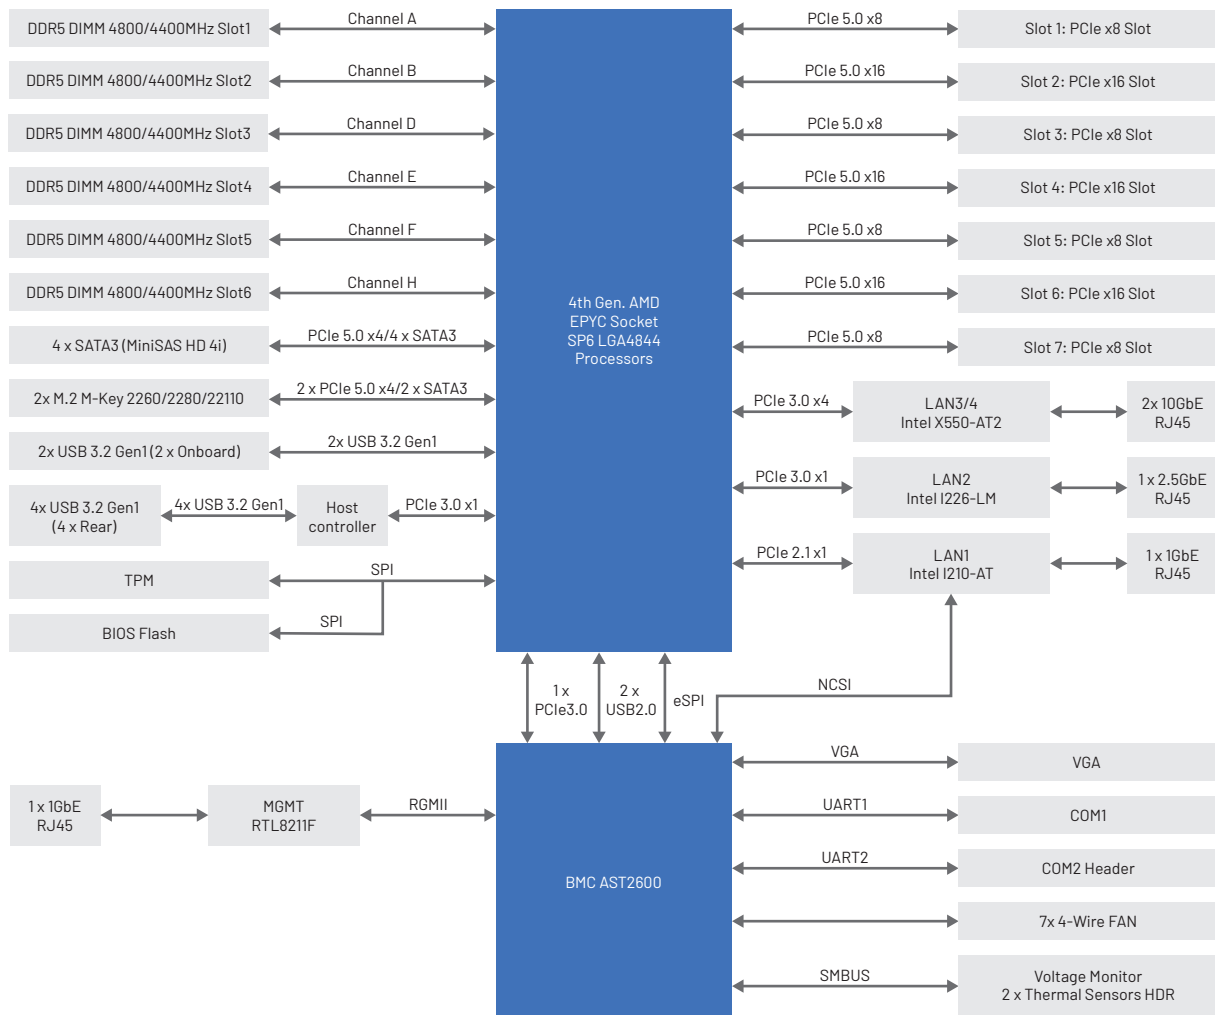 DDR5 DIMM 4800/4400MHz Slot1
Channel A
PCIe 5.0 x8
Slot 1: PCIe x8 Slot
DDR5 DIMM 4800/4400MHz Slot2
Channel B
PCIe 5.0 x16
Slot 2: PCIe x16 Slot
DDR5 DIMM 4800/4400MHz Slot3
Channel D
PCIe 5.0 x8
Slot 3: PCIe x8 Slot
DDR5 DIMM 4800/4400MHz Slot4
Channel E
PCIe 5.0 x16
Slot 4: PCIe x16 Slot
DDR5 DIMM 4800/4400MHz Slot5
Channel F
PCIe 5.0 x8
Slot 5: PCIe x8 Slot
DDR5 DIMM 4800/4400MHz Slot6
Channel H
PCIe 5.0 x16
Slot 6: PCIe x16 Slot
4th Gen. AMD
EPYC Socket
SP6 LGA4844
Processors
4 x SATA3 (MiniSAS HD 4i)
PCIe 5.0 x4/4 x SATA3
PCIe 5.0 x8
Slot 7: PCIe x8 Slot
2x M.2 M-Key 2260/2280/22110
2 x PCIe 5.0 x4/2 x SATA3
PCIe 3.0 x4
LAN3/4
Intel X550-AT2
2x 10GbE
RJ45
2x USB 3.2 Gen1 (2 x Onboard)
2x USB 3.2 Gen1
PCIe 3.0 x1
LAN2
Intel I226-LM
1 x 2.5GbE
RJ45
4x USB 3.2 Gen1
(4 x Rear)
4x USB 3.2 Gen1
Host
controller
PCIe 3.0 x1
PCIe 2.1 x1
LAN1
Intel I210-AT
1 x 1GbE
RJ45
TPM
SPI
BIOS Flash
SPI
1 x
PCIe3.0
2 x
USB2.0
eSPI
NCSI
VGA
VGA
1 x 1GbE
RJ45
MGMT
RTL8211F
RGMII
UART1
COM1
UART2
COM2 Header
BMC AST2600
7x 4-Wire FAN
SMBUS
Voltage Monitor
2 x Thermal Sensors HDR